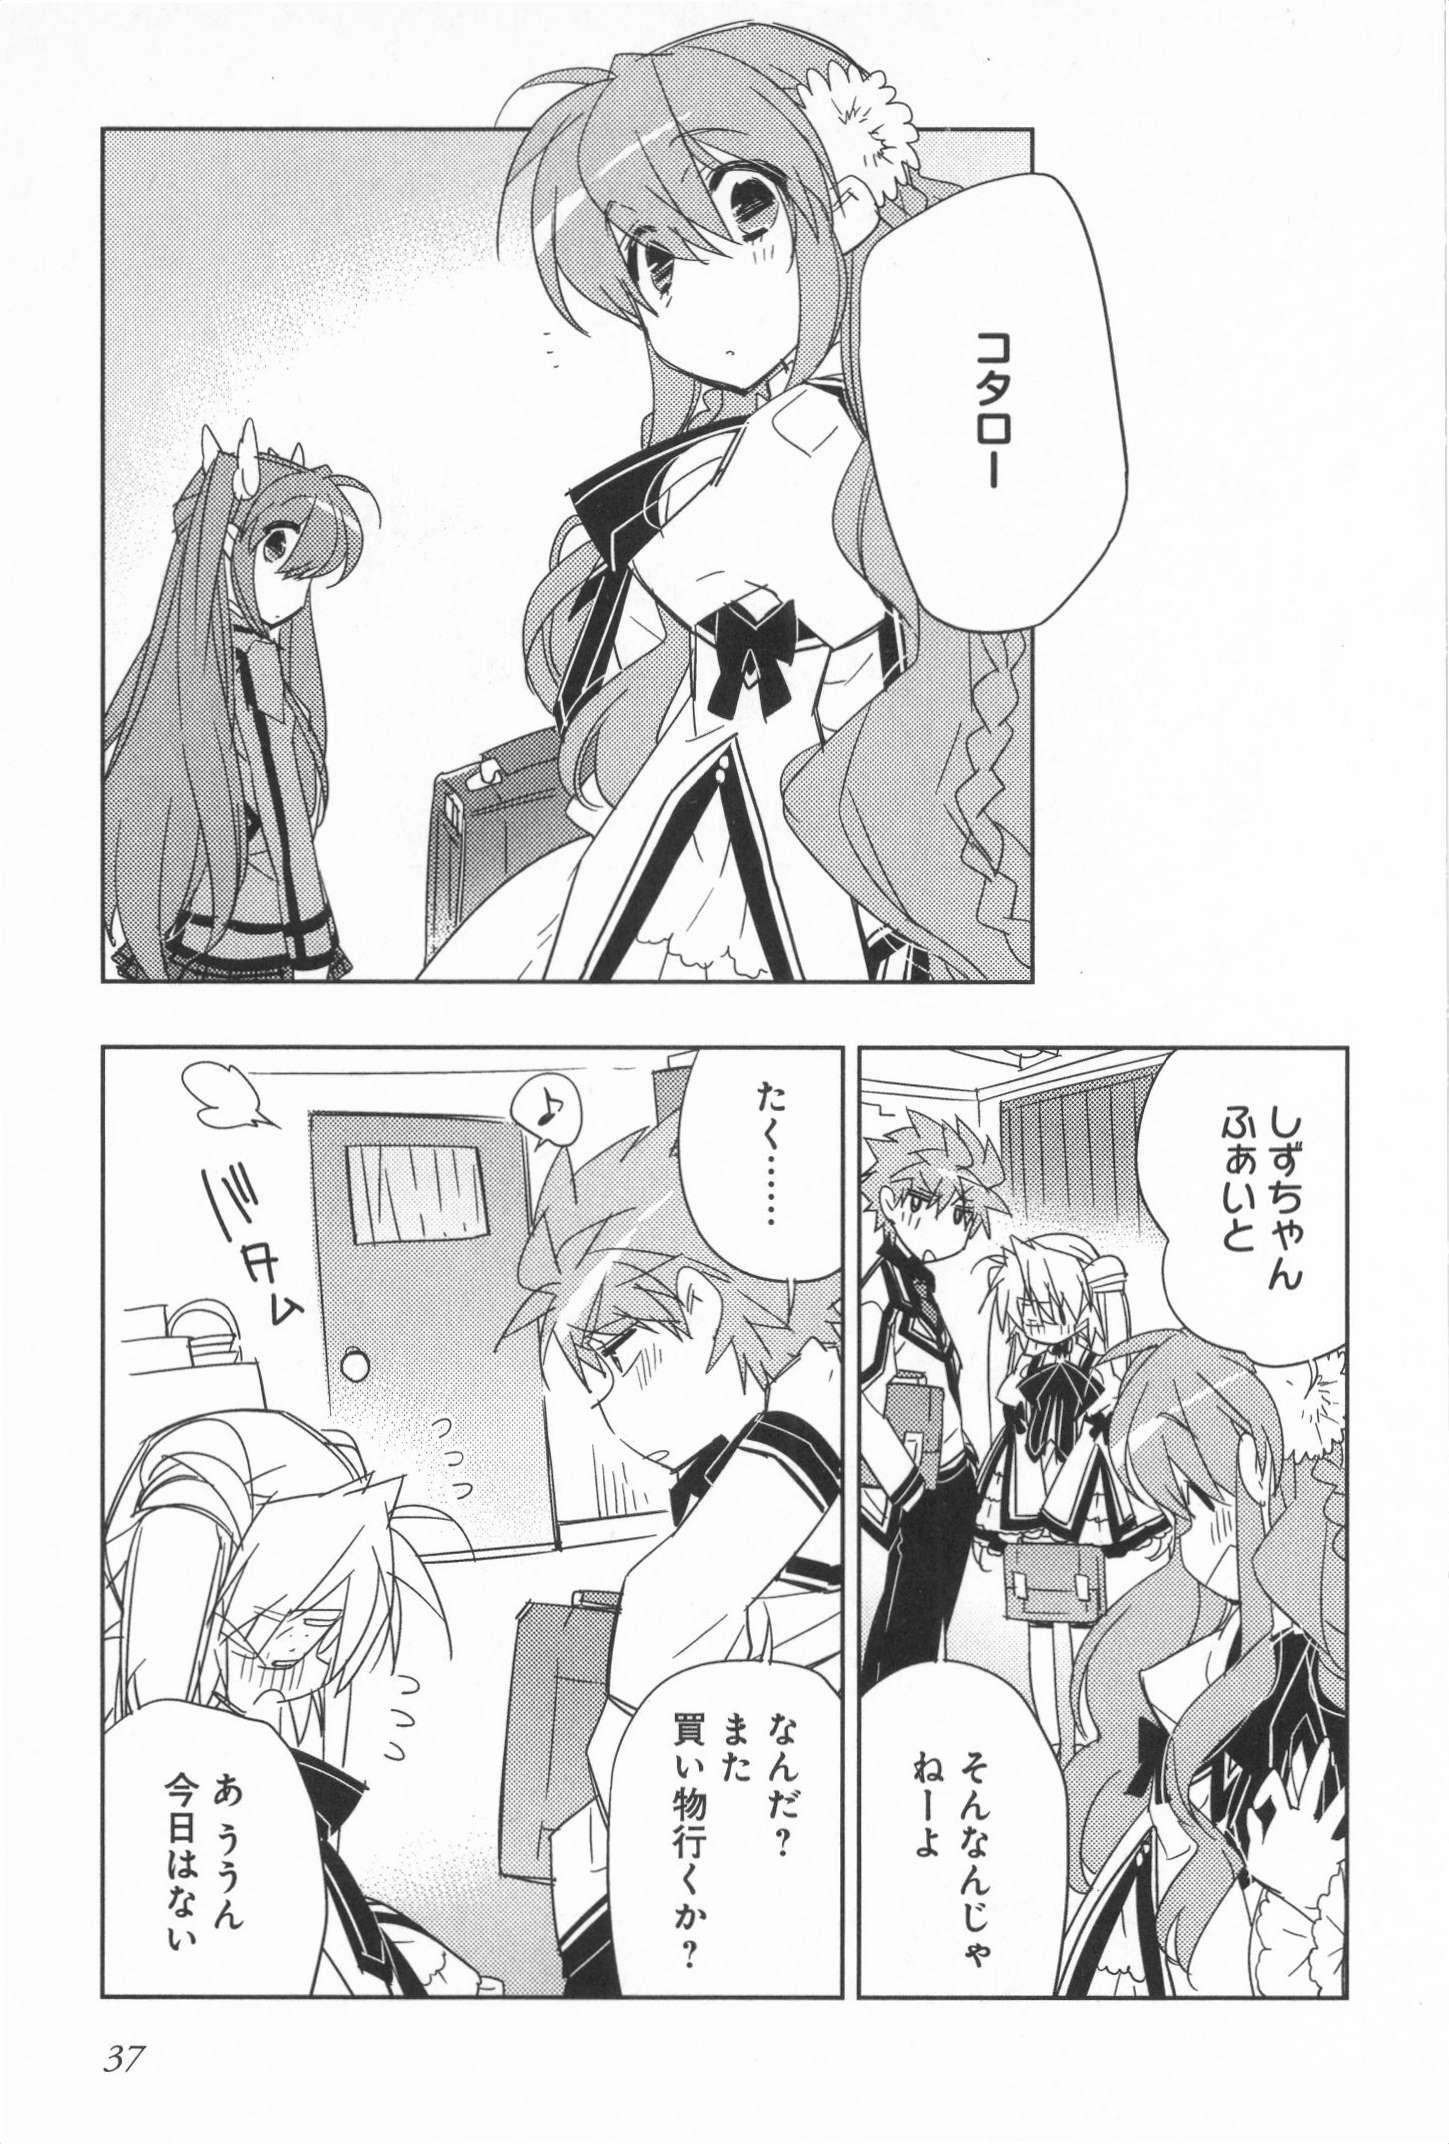 コタロー
しずちゃん
ふぁいと
そんなんじゃ
ねーよ
たく……
なんだ？
また
買い物行くか？
♪
バタム
あ ううん
今日はない
37